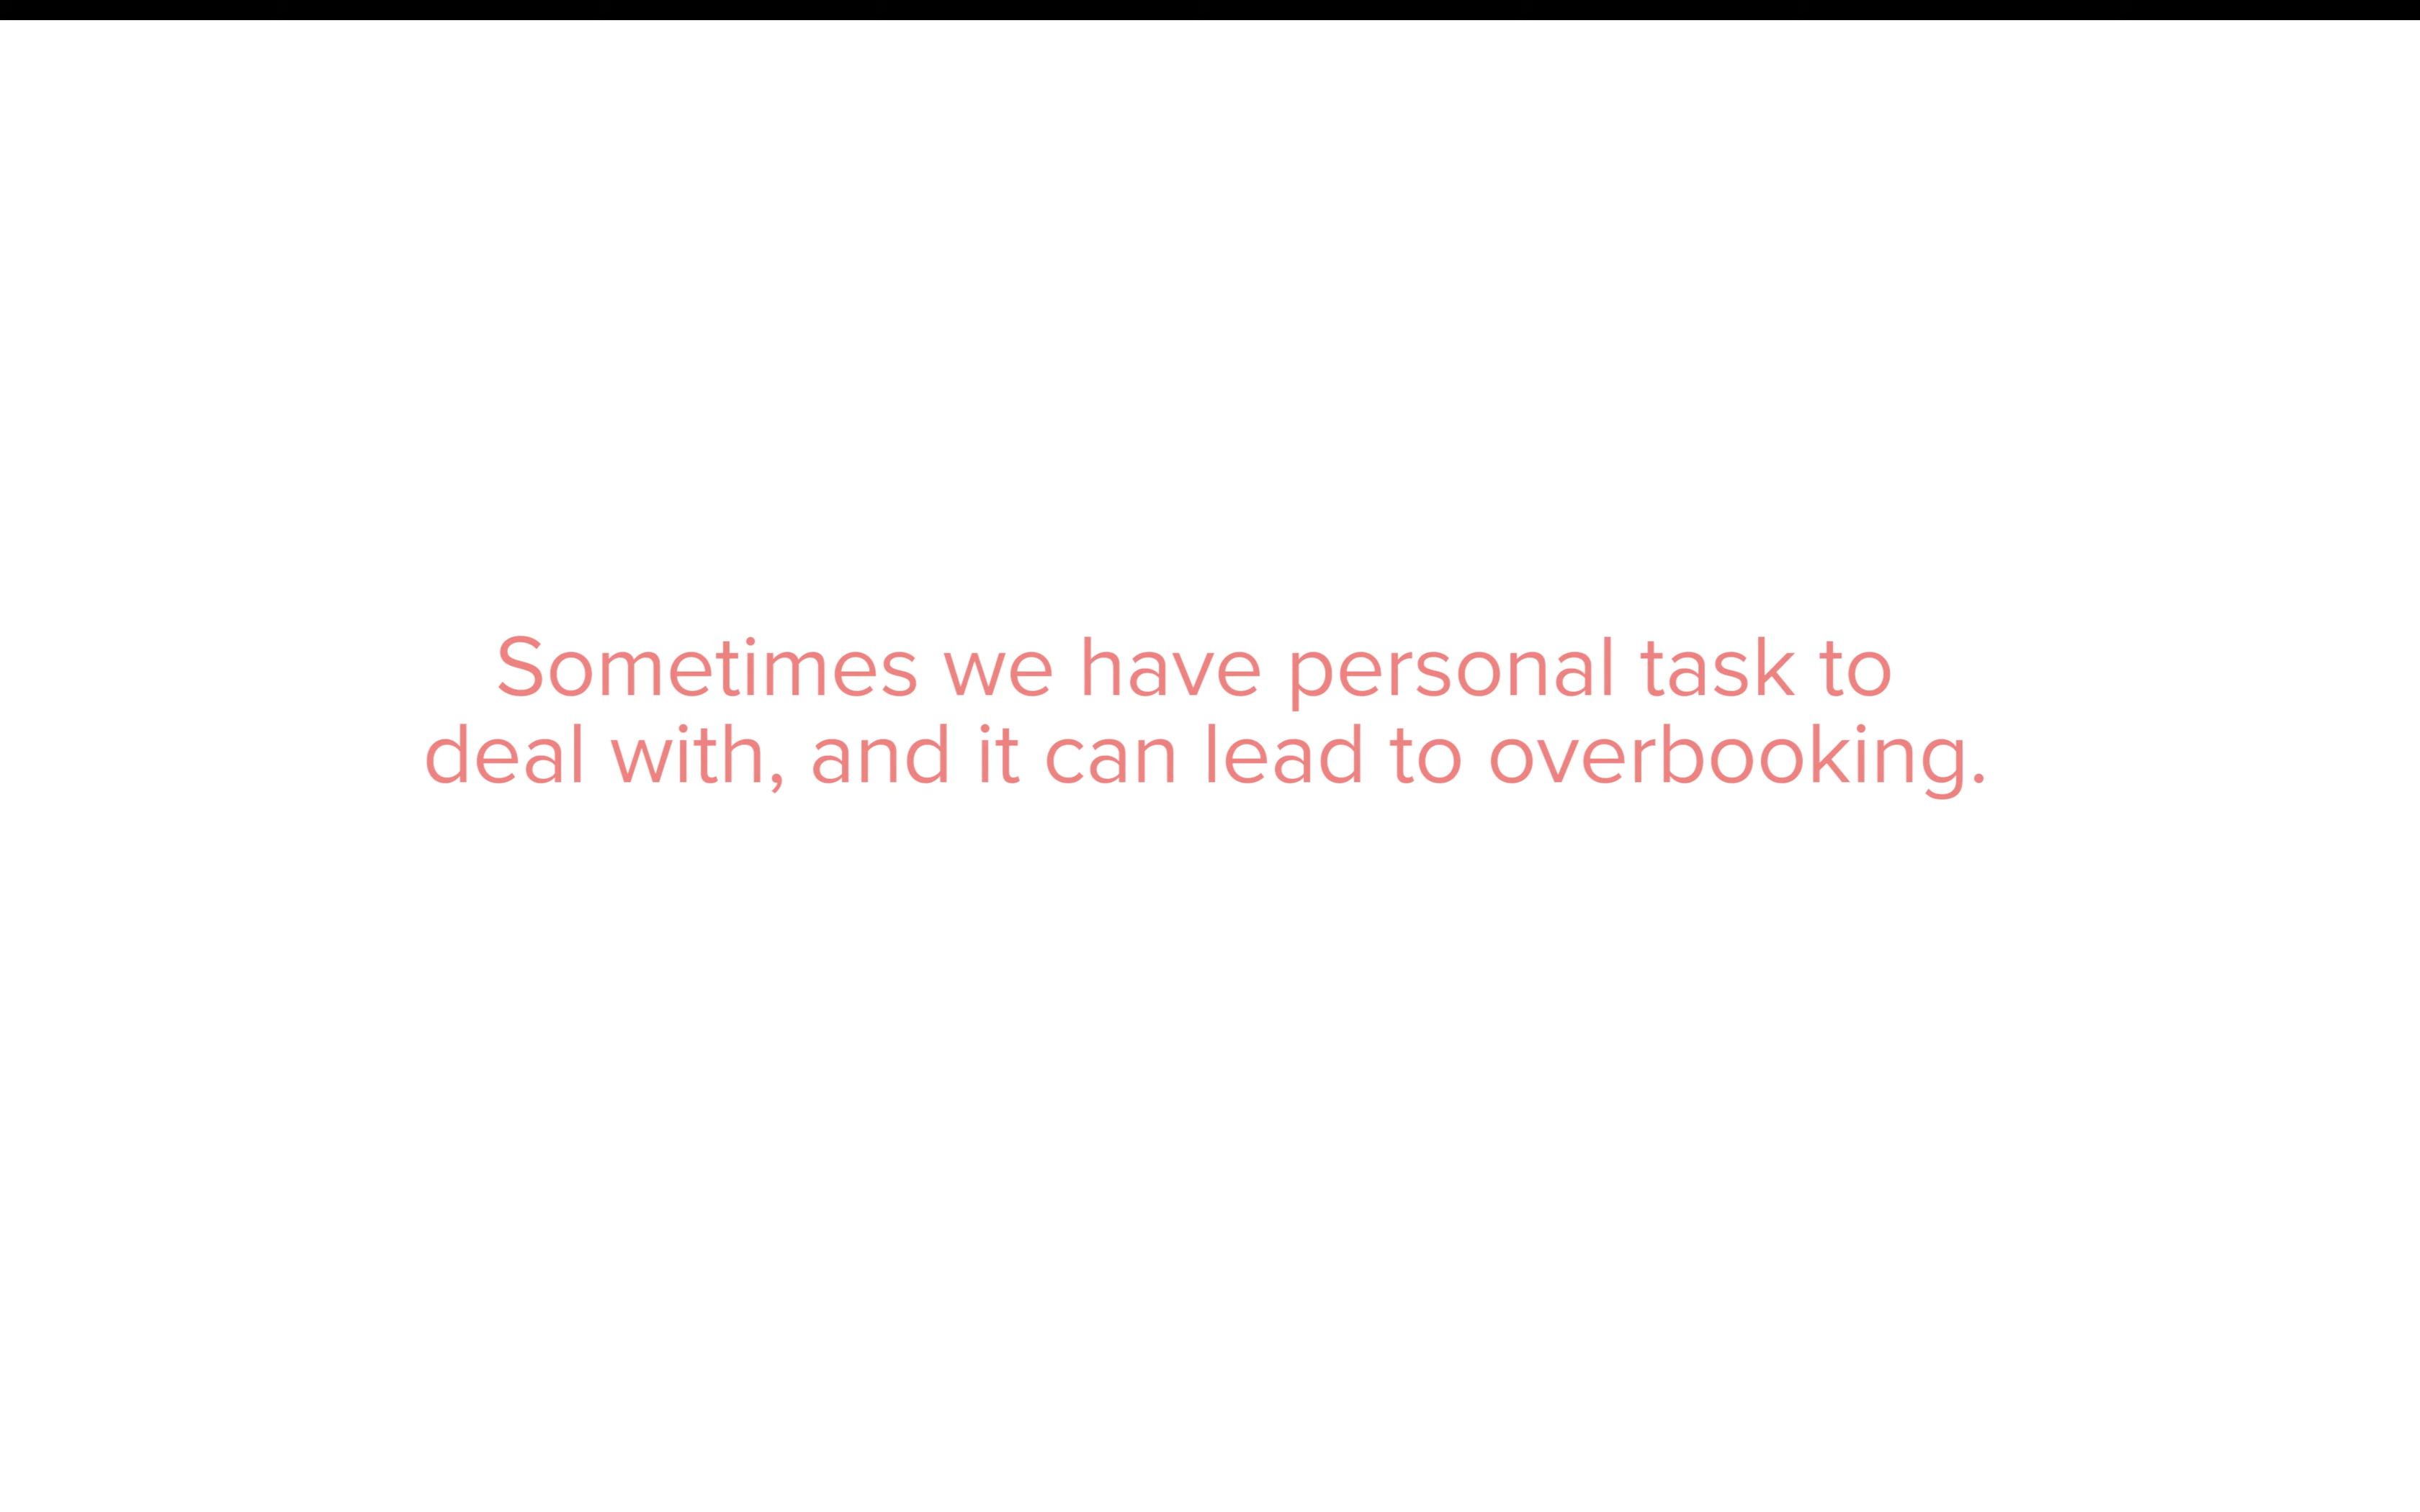 Sometimes we have personal task to
deal with, and it can lead to overbooking.